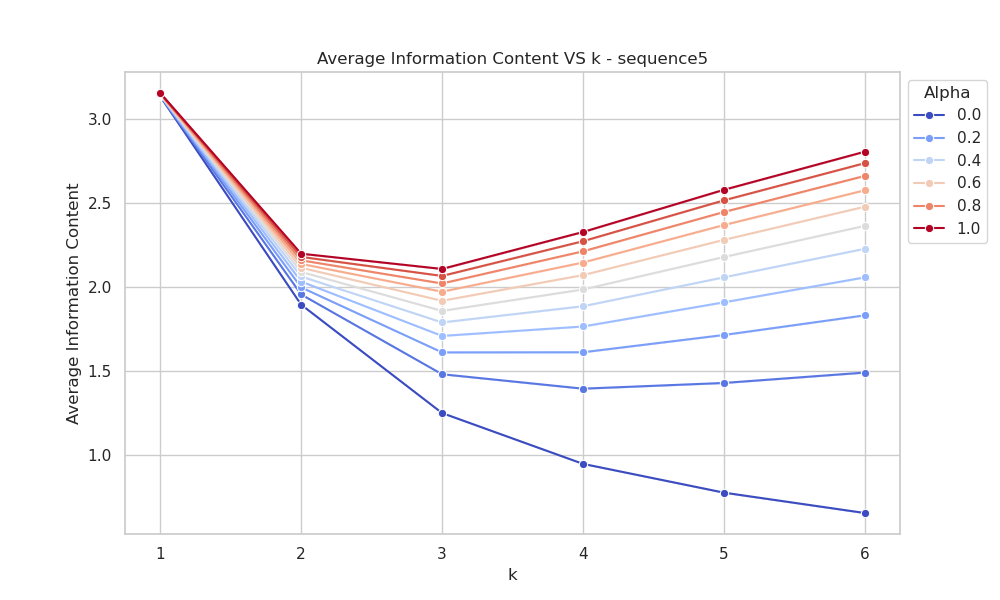 Average Information Content VS k - sequence5
Alpha
0.0
0.2
0.4
0.6
0.8
1.0
Average Information Content
3.0
2.5
2.0
1.5
1.0
1 2 3 4 5 6
k